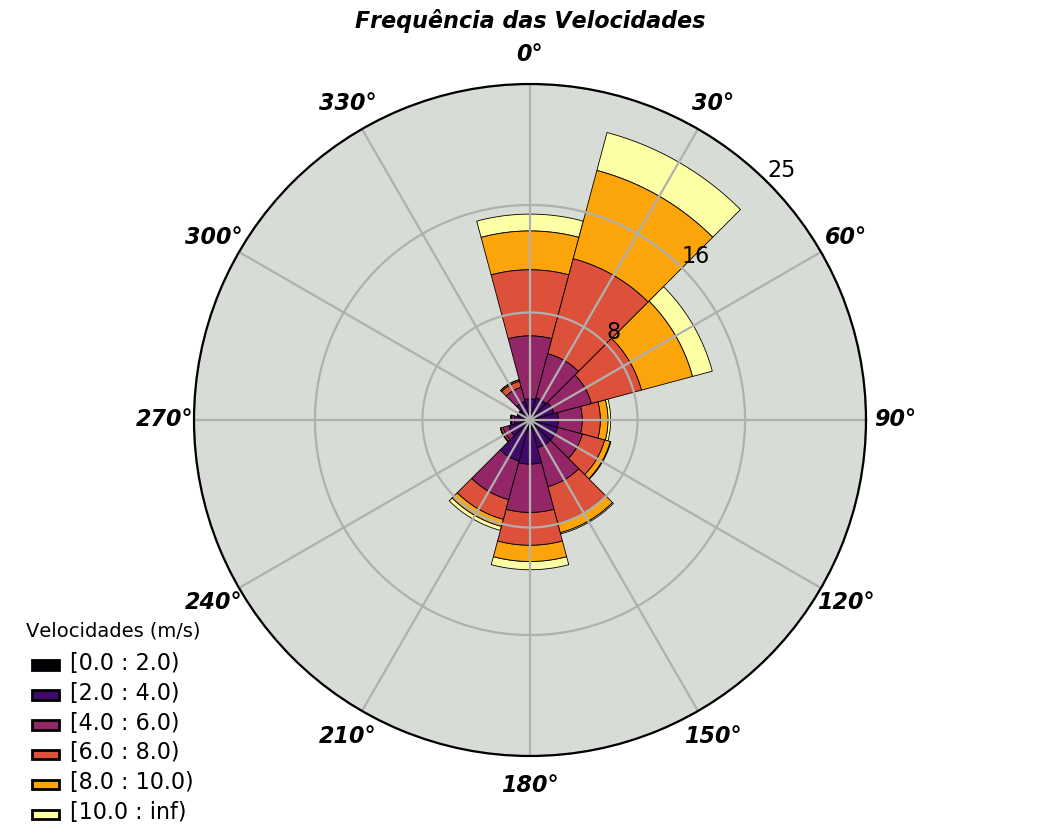 Frequência das Velocidades
0°
330°
30°
25
300°
60°
16
8
270°
90°
240°
120°
210°
150°
180°
Velocidades (m/s)
[0.0 : 2.0)
[2.0 : 4.0)
[4.0 : 6.0)
[6.0 : 8.0)
[8.0 : 10.0)
[10.0 : inf)